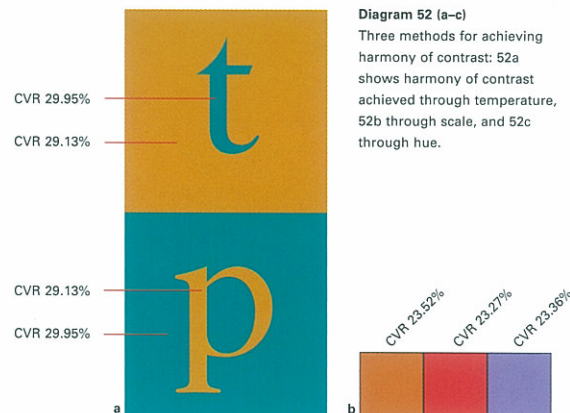 Diagram 52 (a–c)
Three methods for achieving
harmony of contrast: 52a
shows harmony of contrast
achieved through temperature,
52b through scale, and 52c
through hue.
t
CVR 29.95%
CVR 29.13%
p
CVR 29.13%
CVR 29.95%
a
CVR 23.52%
CVR 23.27%
CVR 23.36%
b